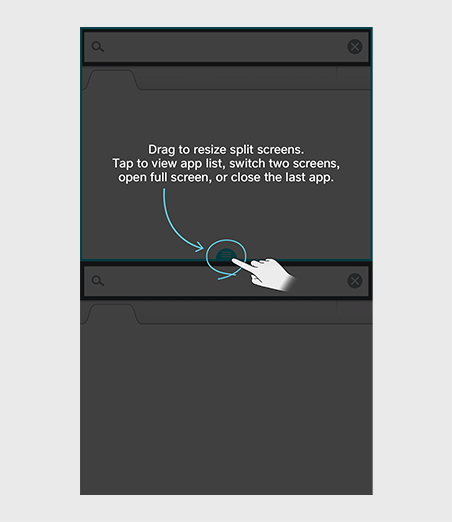 Drag to resize split screens.
Tap to view app list, switch two screens,
open full screen, or close the last app.